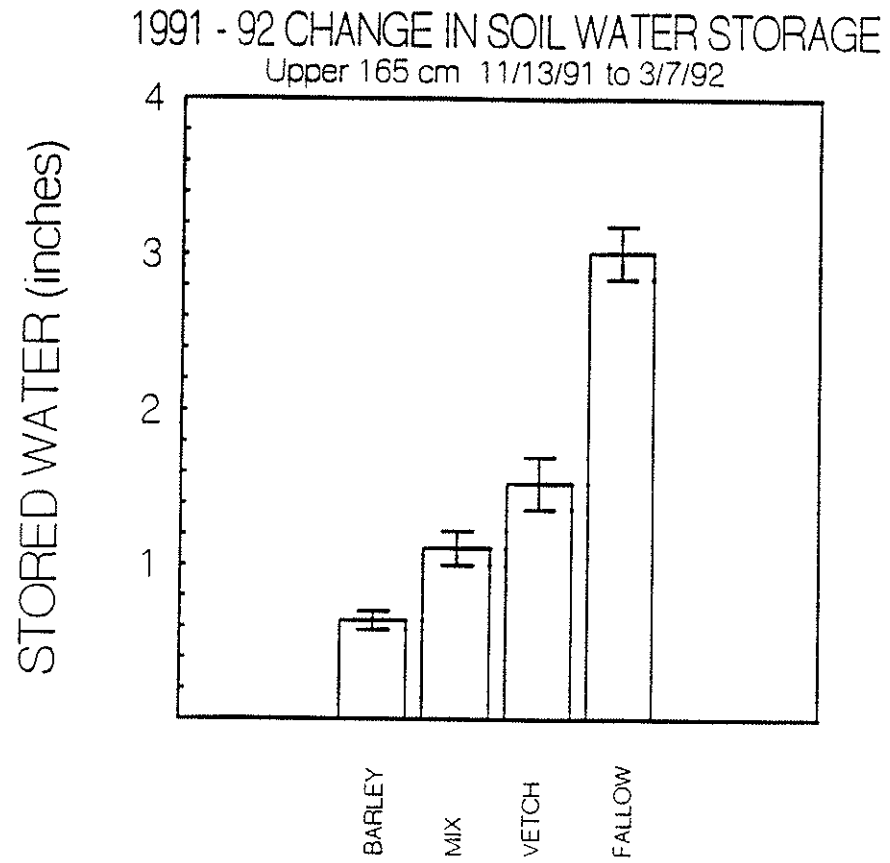 1991 - 92 CHANGE IN SOIL WATER STORAGE
Upper 165 cm 11/13/91 to 3/7/92
STORED WATER (inches)
4
3
2
1
BARLEY
MIX
VETCH
FALLOW